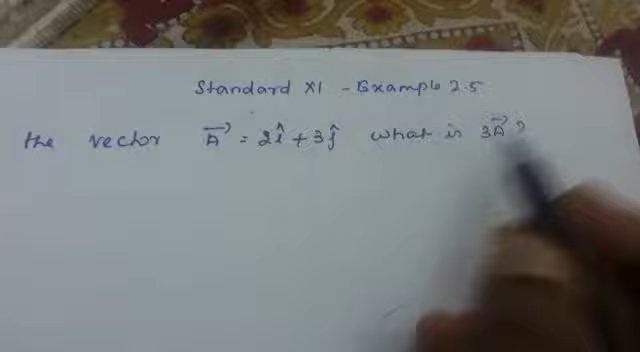 Standard XI - Example 2.5
the vector A⃗ = 2î + 3ĵ what is 3A⃗ ?